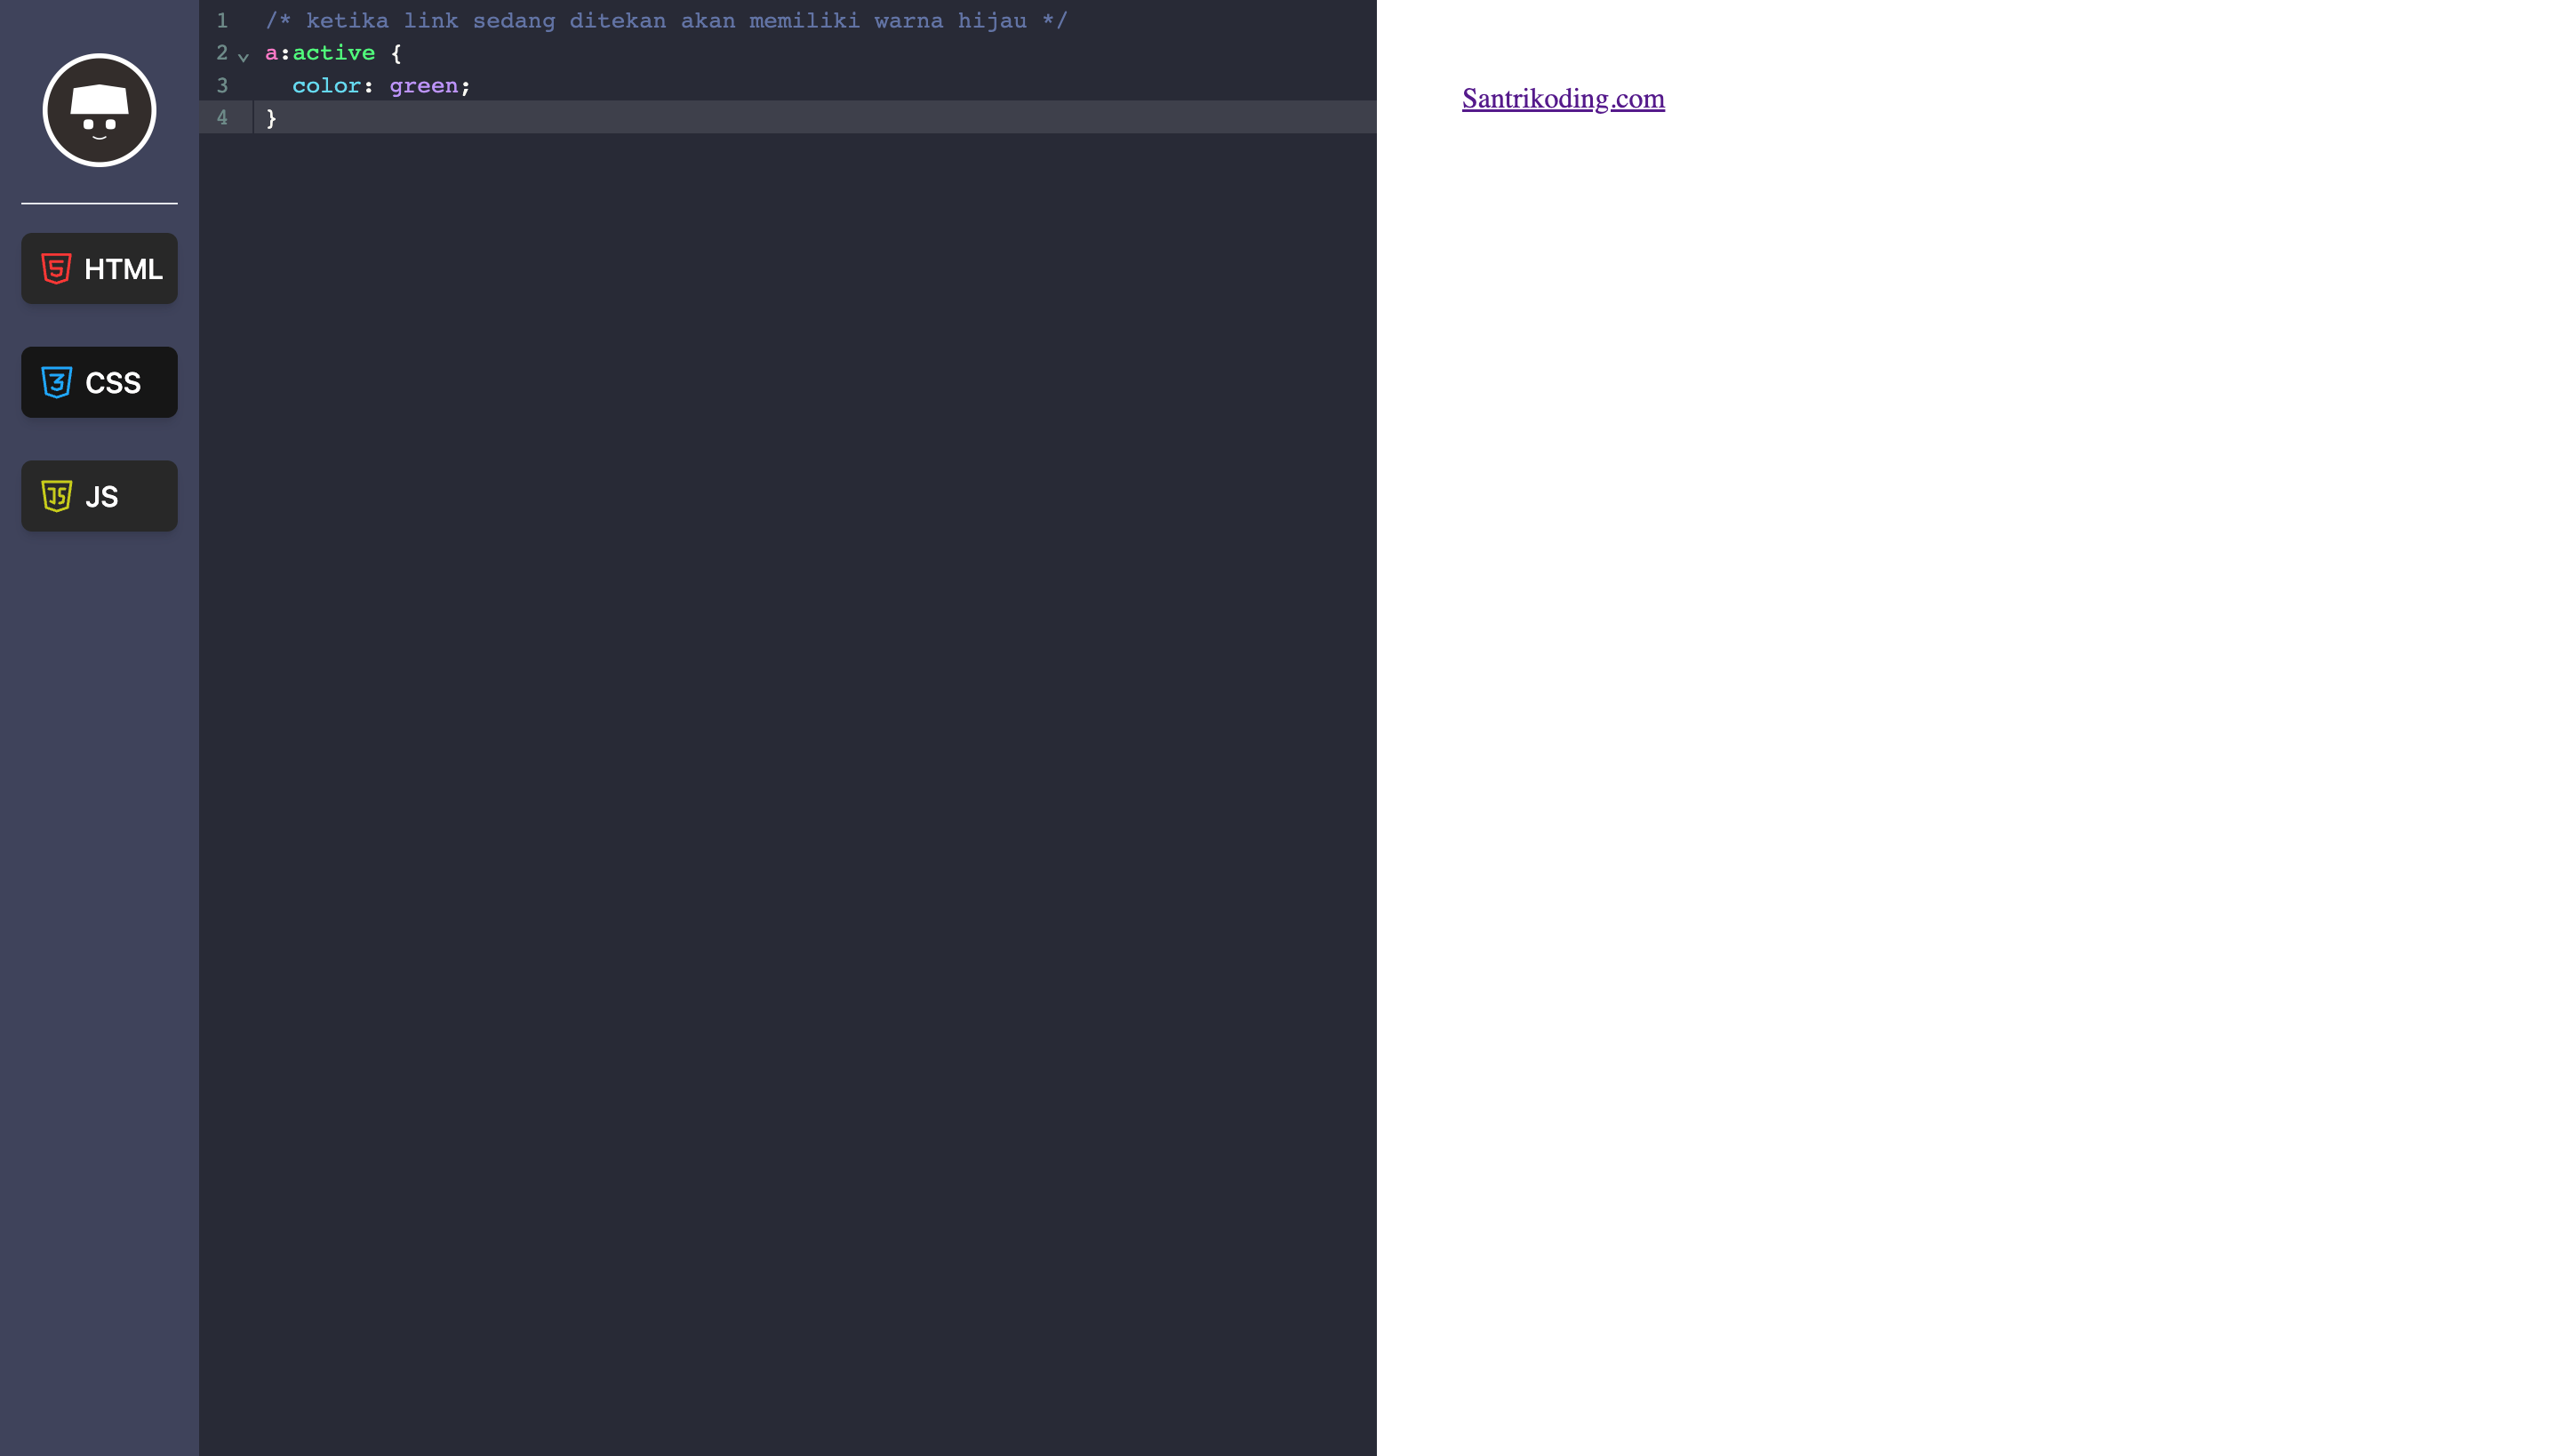 HTML
CSS
JS
1 /* ketika link sedang ditekan akan memiliki warna hijau */
2 a:active {
3 color: green;
4 }
Santrikoding.com